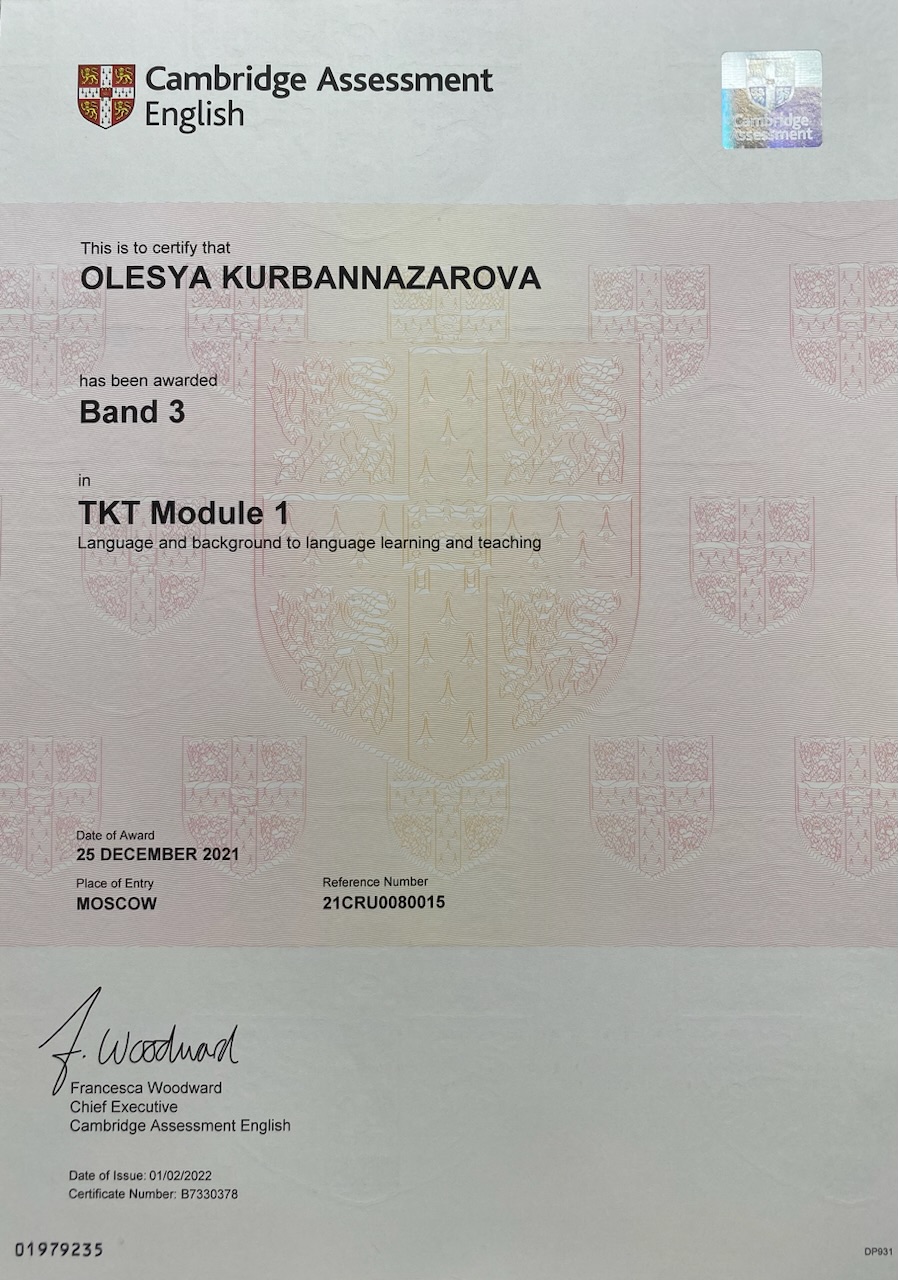 Cambridge Assessment
English
Cambridge
Assessment
This is to certify that
OLESYA KURBANNAZAROVA
has been awarded
Band 3
in
TKT Module 1
Language and background to language learning and teaching
Date of Award
25 DECEMBER 2021
Place of Entry
MOSCOW
Reference Number
21CRU0080015
F. Woodward
Francesca Woodward
Chief Executive
Cambridge Assessment English
Date of Issue: 01/02/2022
Certificate Number: B7330378
01979235
DP931